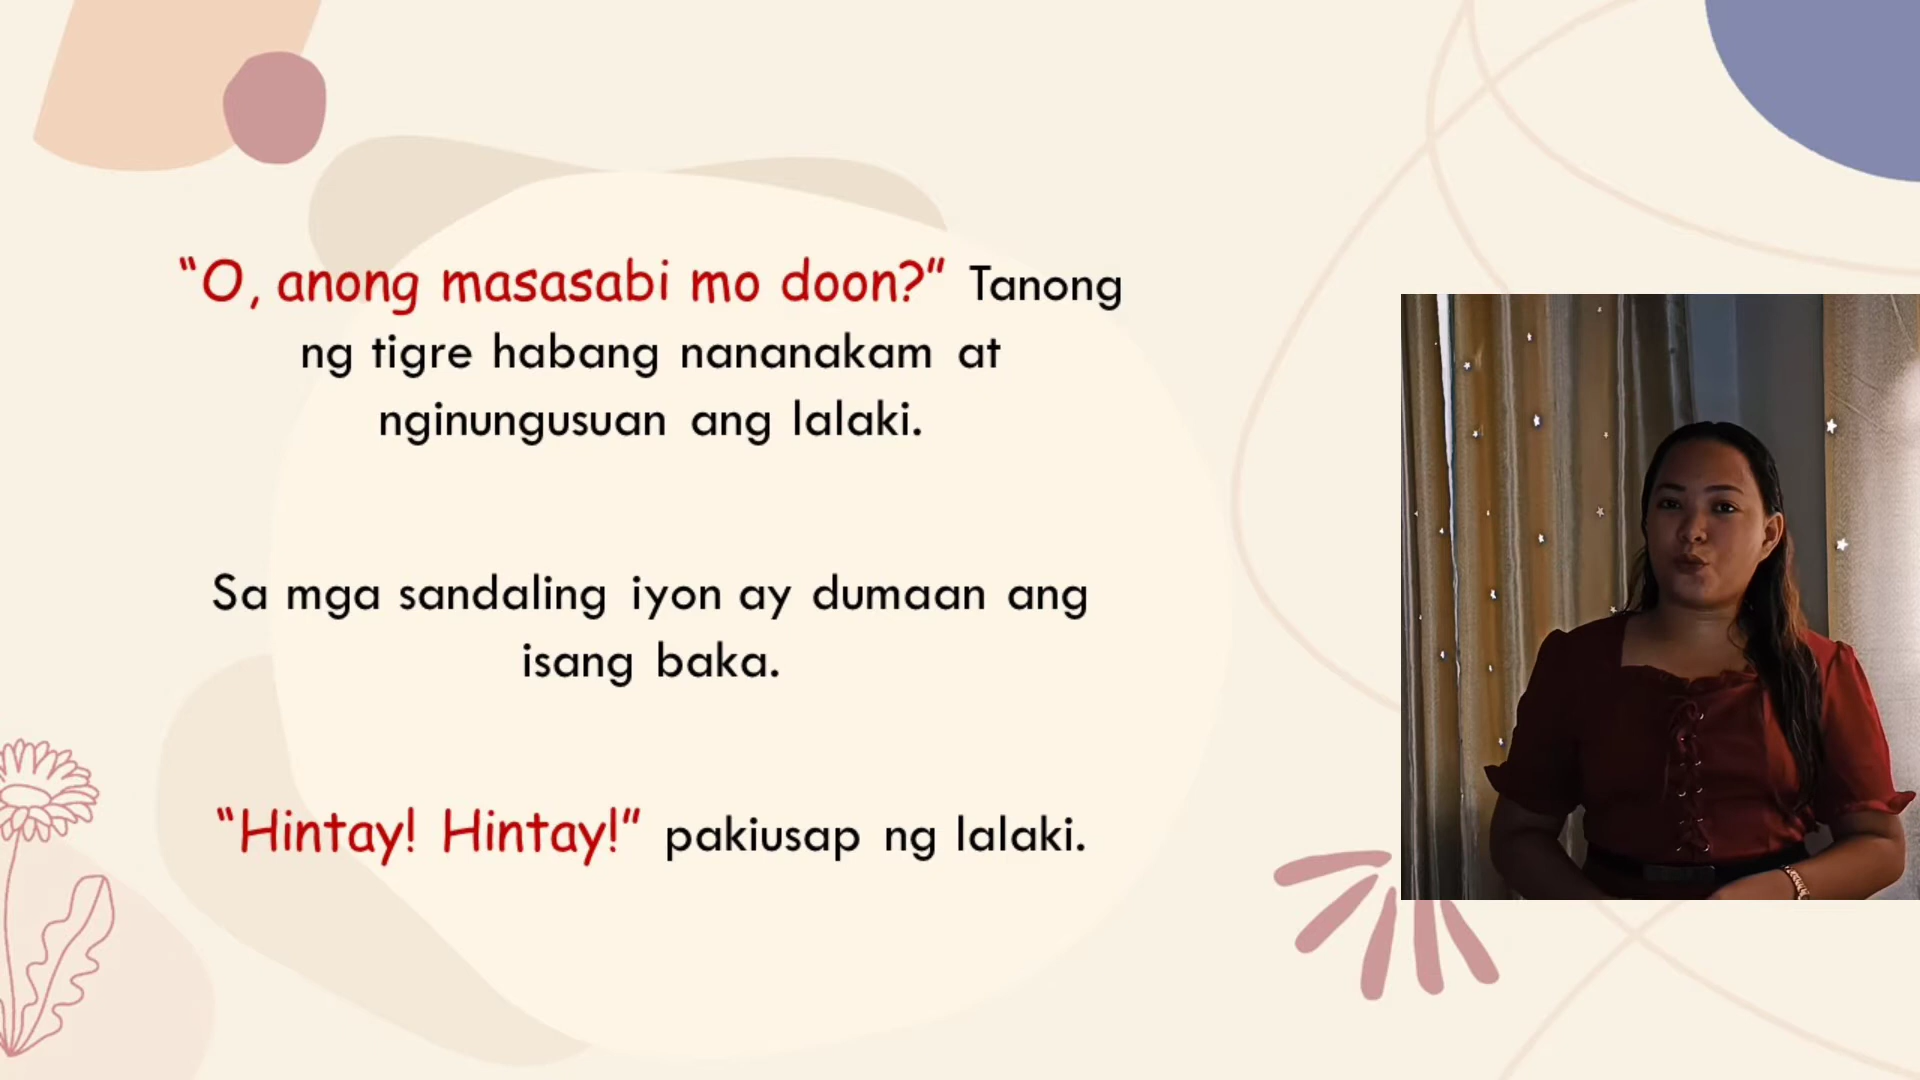 “O, anong masasabi mo doon?” Tanong
ng tigre habang nananakam at
nginungusuan ang lalaki.
Sa mga sandaling iyon ay dumaan ang
isang baka.
“Hintay! Hintay!” pakiusap ng lalaki.